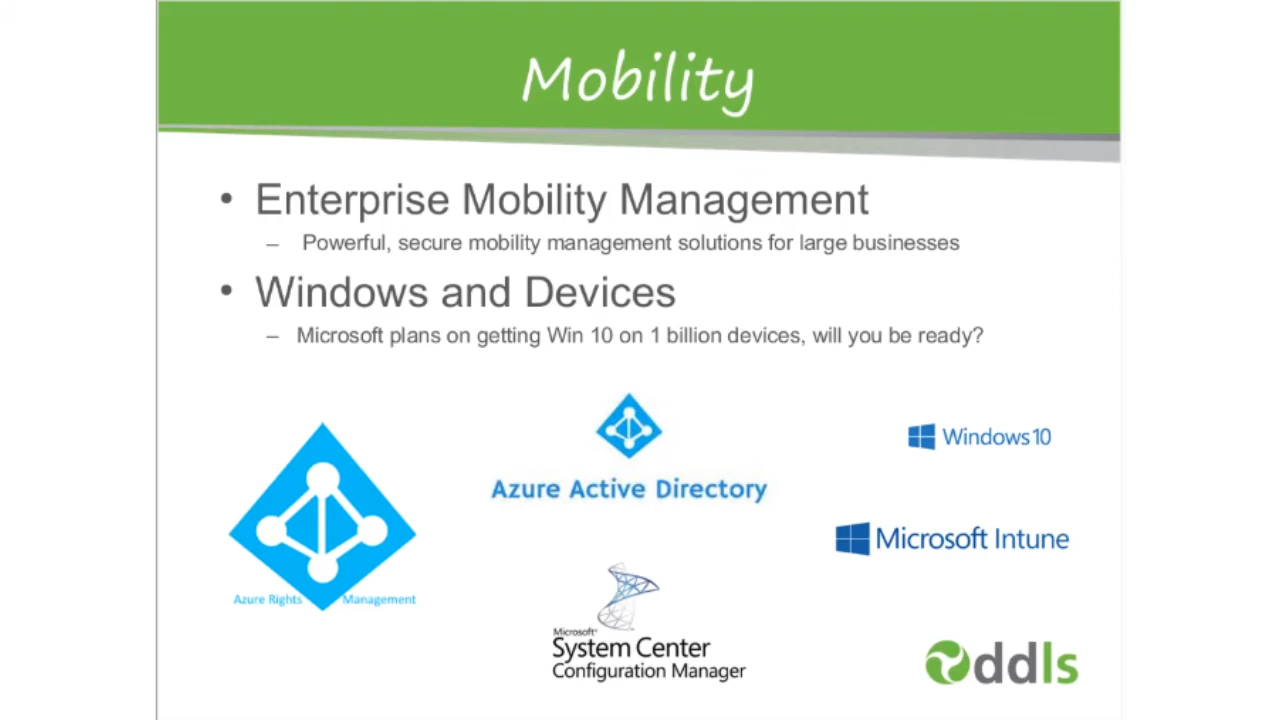 Mobility
• Enterprise Mobility Management
– Powerful, secure mobility management solutions for large businesses
• Windows and Devices
– Microsoft plans on getting Win 10 on 1 billion devices, will you be ready?
Azure Rights Management
Azure Active Directory
Windows 10
Microsoft Intune
Microsoft®
System Center
Configuration Manager
ddls